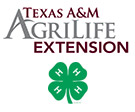 TEXAS A&M
AGRILIFE
EXTENSION
H H
H H